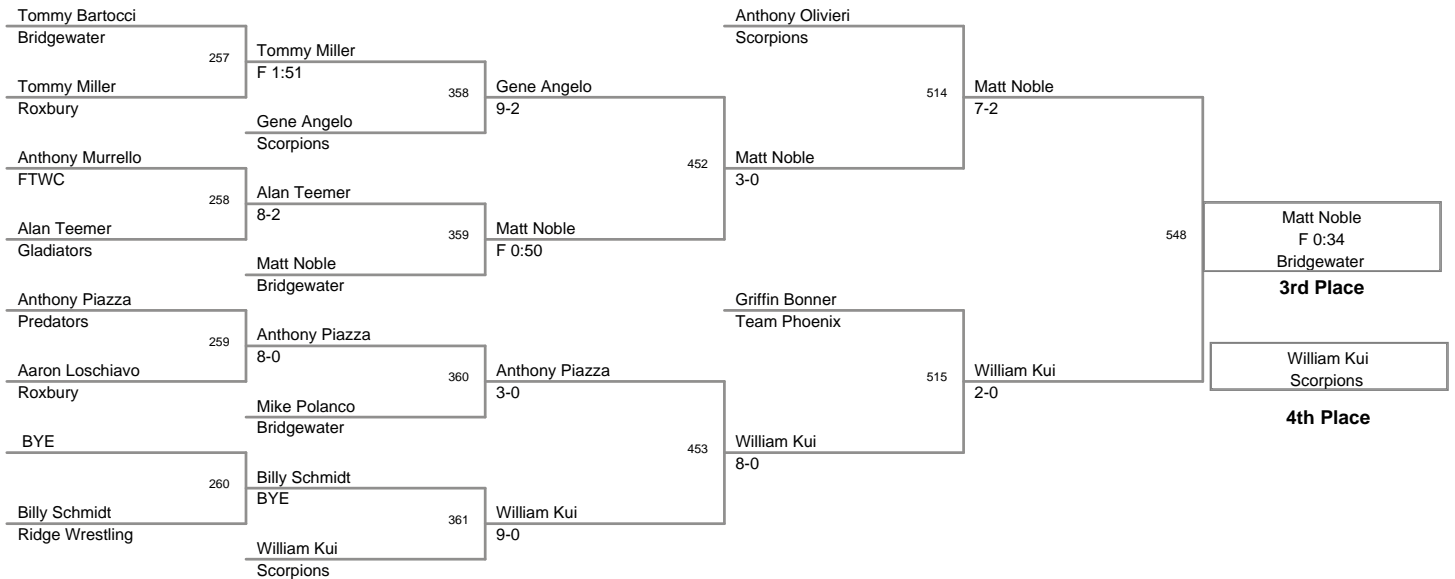 Tommy Bartocci
Bridgewater
257
Tommy Miller
Roxbury
Anthony Murrello
FTWC
258
Alan Teemer
Gladiators
Anthony Piazza
Predators
259
Aaron Loschiavo
Roxbury
BYE
260
Billy Schmidt
Ridge Wrestling
Tommy Miller
F 1:51
358
Gene Angelo
Scorpions
Alan Teemer
8-2
359
Matt Noble
Bridgewater
Anthony Piazza
8-0
360
Mike Polanco
Bridgewater
Billy Schmidt
BYE
361
William Kui
Scorpions
Gene Angelo
9-2
452
Matt Noble
F 0:50
Anthony Piazza
3-0
453
William Kui
9-0
Anthony Olivieri
Scorpions
514
Matt Noble
3-0
Griffin Bonner
Team Phoenix
515
William Kui
8-0
Matt Noble
7-2
548
William Kui
2-0
Matt Noble
F 0:34
Bridgewater
3rd Place
William Kui
Scorpions
4th Place